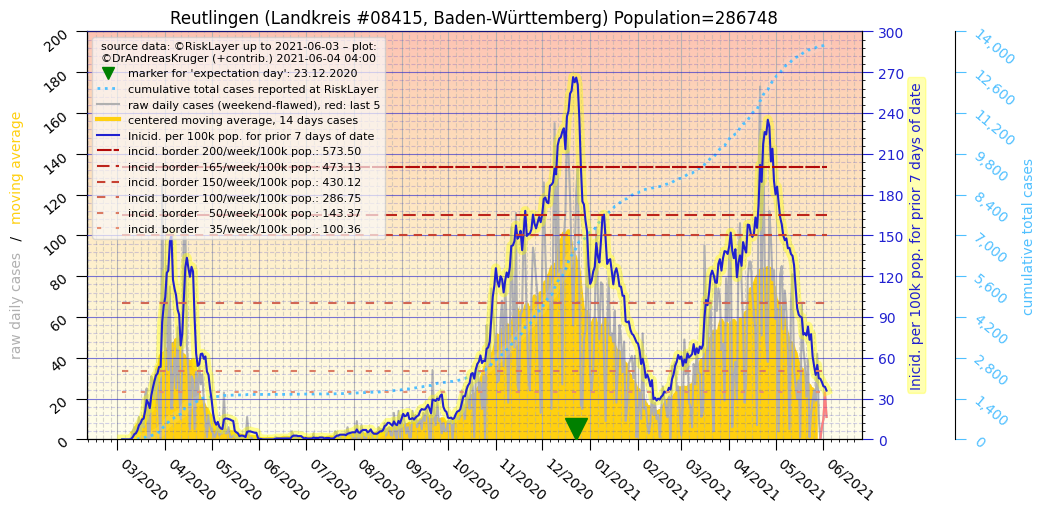 Reutlingen (Landkreis #08415, Baden-Württemberg) Population=286748
source data: ©RiskLayer up to 2021-06-03 – plot:
©DrAndreasKruger (+contrib.) 2021-06-04 04:00
marker for 'expectation day': 23.12.2020
cumulative total cases reported at RiskLayer
raw daily cases (weekend-flawed), red: last 5
centered moving average, 14 days cases
Inicid. per 100k pop. for prior 7 days of date
incid. border 200/week/100k pop.: 573.50
incid. border 165/week/100k pop.: 473.13
incid. border 150/week/100k pop.: 430.12
incid. border 100/week/100k pop.: 286.75
incid. border 50/week/100k pop.: 143.37
incid. border 35/week/100k pop.: 100.36
raw daily cases / moving average
200
180
160
140
120
100
80
60
40
20
0
300
270
240
210
180
150
120
90
60
30
0
Inicid. per 100k pop. for prior 7 days of date
14,000
12,600
11,200
9,800
8,400
7,000
5,600
4,200
2,800
1,400
0
cumulative total cases
03/2020
04/2020
05/2020
06/2020
07/2020
08/2020
09/2020
10/2020
11/2020
12/2020
01/2021
02/2021
03/2021
04/2021
05/2021
06/2021